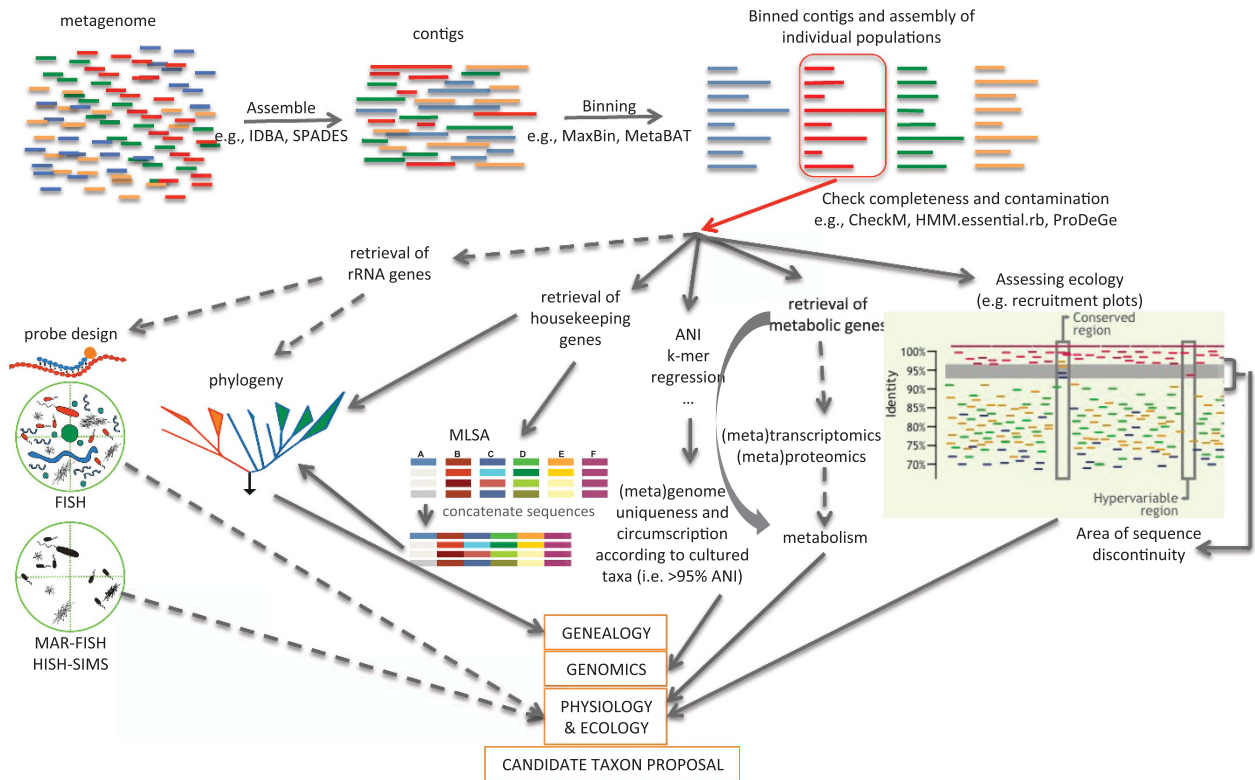 metagenome
contigs
Binned contigs and assembly of
individual populations
Assemble
e.g., IDBA, SPADES
Binning
e.g., MaxBin, MetaBAT
Check completeness and contamination
e.g., CheckM, HMM.essential.rb, ProDeGe
retrieval of
rRNA genes
retrieval of
housekeeping
genes
ANI
k-mer
regression
...
retrieval of
metabolic genes
Assessing ecology
(e.g. recruitment plots)
Conserved
region
Identity
100%
95%
90%
85%
80%
75%
70%
Hypervariable
region
Area of sequence
discontinuity
probe design
FISH
MAR-FISH
HISH-SIMS
phylogeny
MLSA
A B C D E F
concatenate sequences
(meta)genome
uniqueness and
circumscription
according to cultured
taxa (i.e. >95% ANI)
(meta)transcriptomics
(meta)proteomics
metabolism
GENEALOGY
GENOMICS
PHYSIOLOGY
& ECOLOGY
CANDIDATE TAXON PROPOSAL